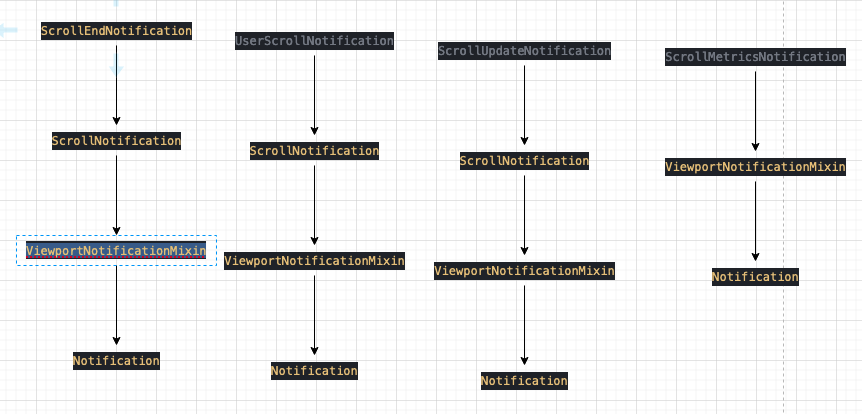 ScrollEndNotification
ScrollNotification
ViewportNotificationMixin
Notification
UserScrollNotification
ScrollNotification
ViewportNotificationMixin
Notification
ScrollUpdateNotification
ScrollNotification
ViewportNotificationMixin
Notification
ScrollMetricsNotification
ViewportNotificationMixin
Notification